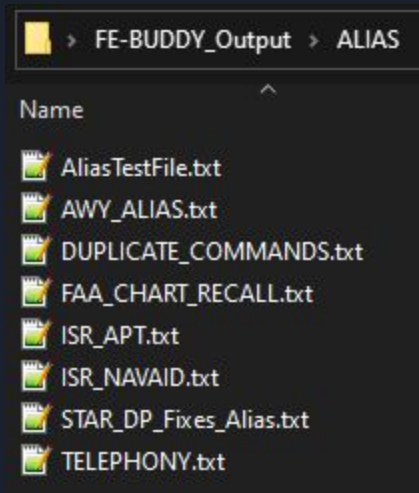 FE-BUDDY_Output > ALIAS
Name
AliasTestFile.txt
AWY_ALIAS.txt
DUPLICATE_COMMANDS.txt
FAA_CHART_RECALL.txt
ISR_APT.txt
ISR_NAVAID.txt
STAR_DP_Fixes_Alias.txt
TELEPHONY.txt